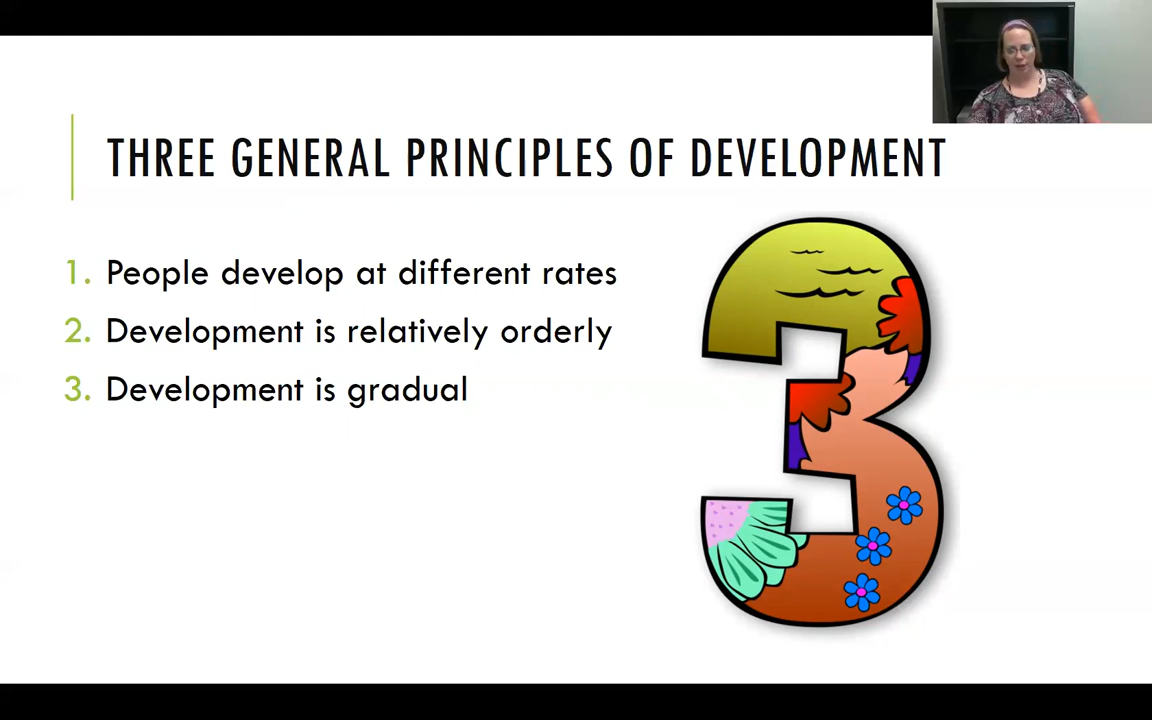 THREE GENERAL PRINCIPLES OF DEVELOPMENT
1. People develop at different rates
2. Development is relatively orderly
3. Development is gradual
3